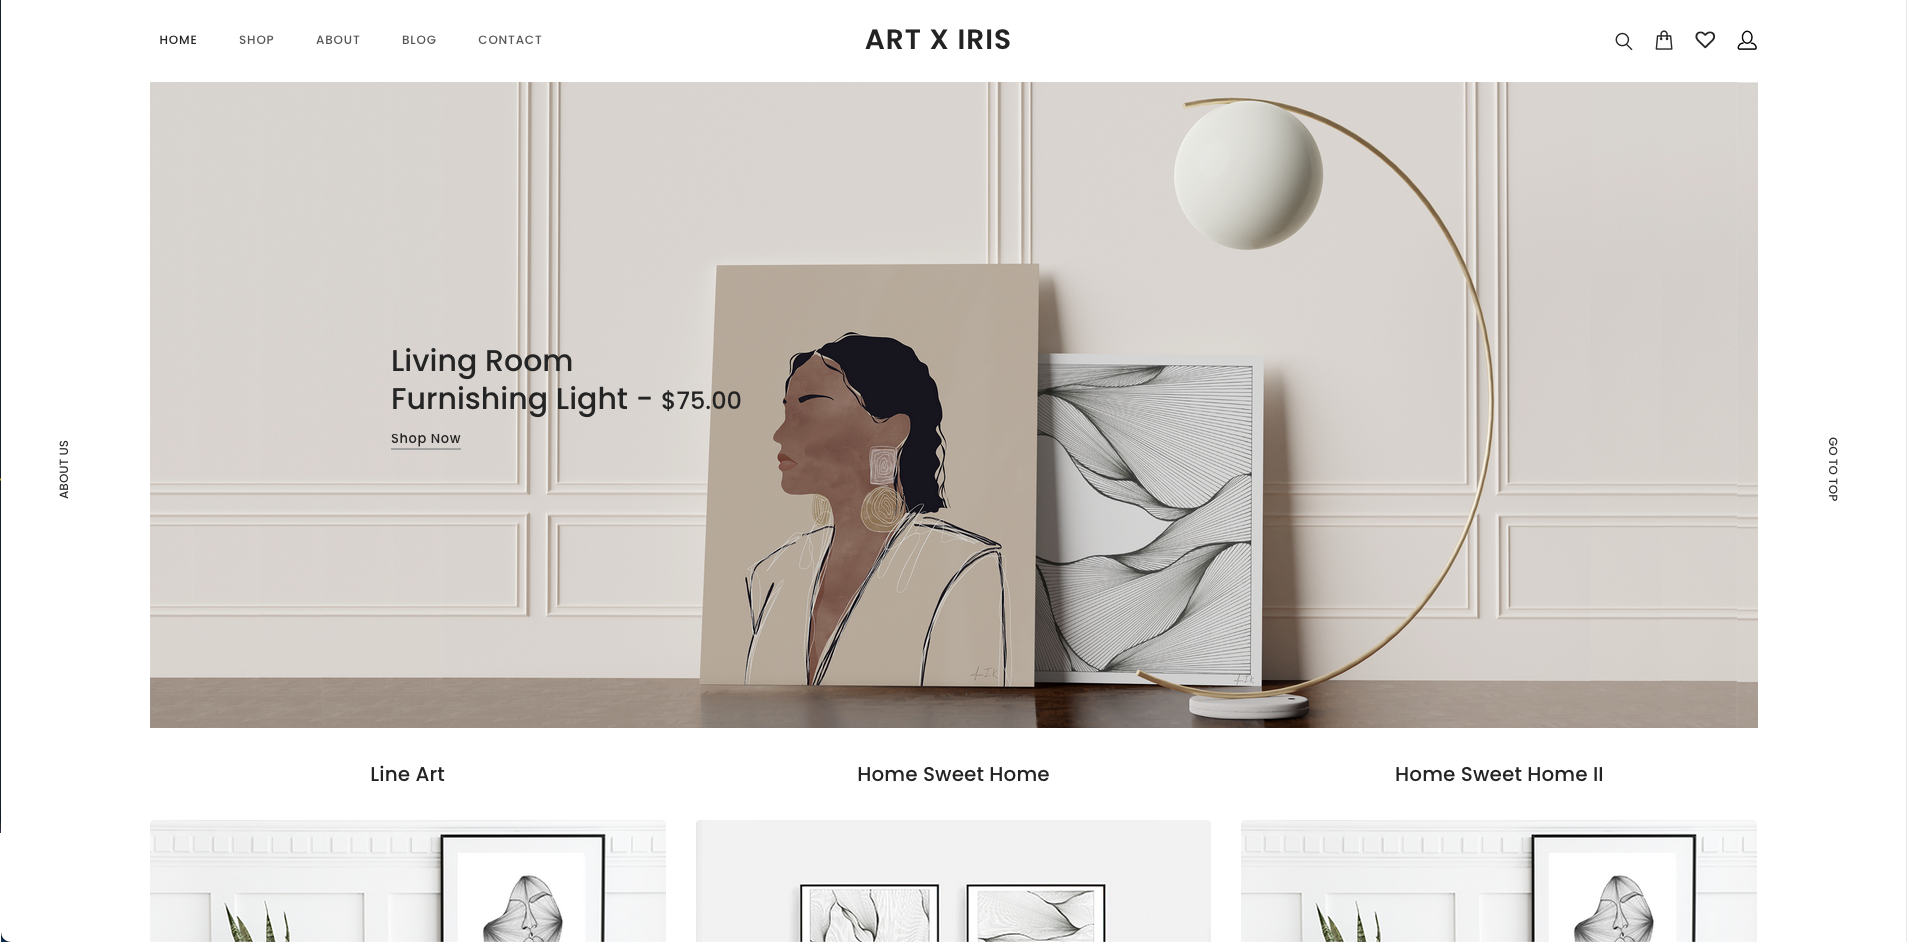 HOME SHOP ABOUT BLOG CONTACT
ART X IRIS
Living Room
Furnishing Light - $75.00
Shop Now
ABOUT US
GO TO TOP
Line Art
Home Sweet Home
Home Sweet Home II